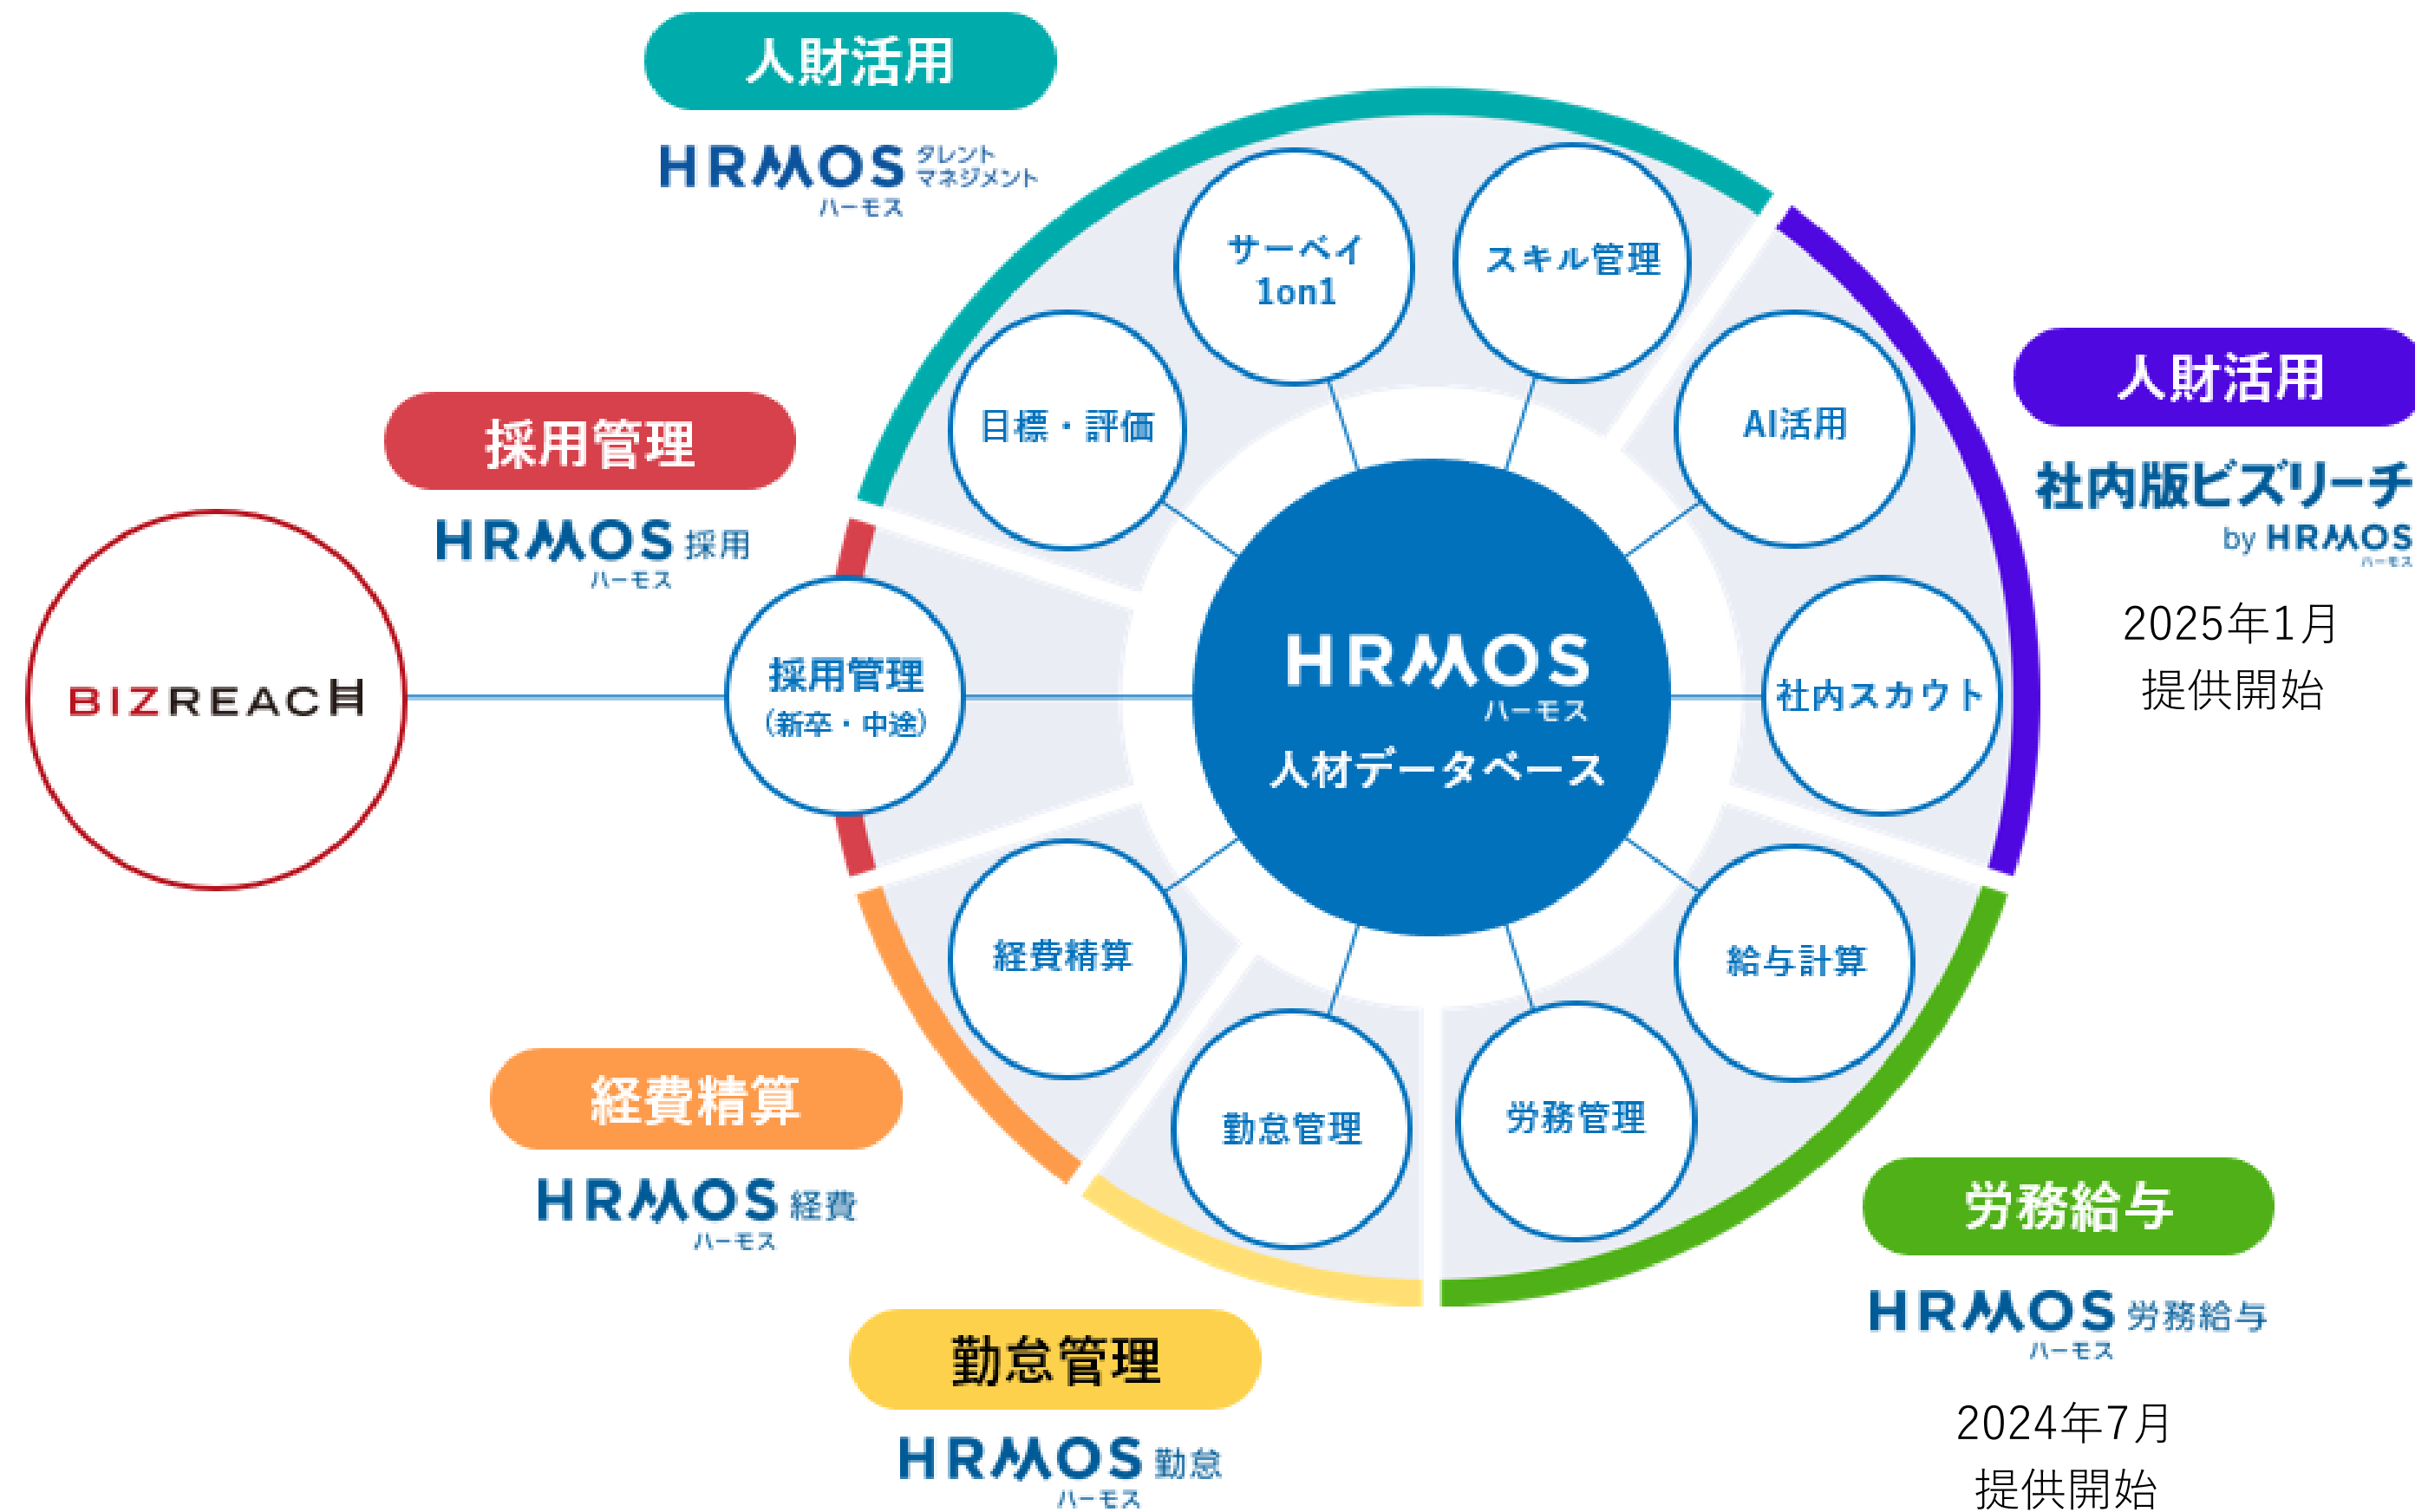 人財活用
HRMOS タレント
マネジメント
ハーモス
サーベイ
1on1
スキル管理
目標・評価
AI活用
人財活用
社内版ビズリーチ
by HRMOS
ハーモス
2025年1月
提供開始
採用管理
HRMOS 採用
ハーモス
BIZREACH
採用管理
（新卒・中途）
HRMOS
ハーモス
人材データベース
社内スカウト
経費精算
給与計算
勤怠管理
労務管理
経費精算
HRMOS 経費
ハーモス
労務給与
HRMOS 労務給与
ハーモス
2024年7月
提供開始
勤怠管理
HRMOS 勤怠
ハーモス